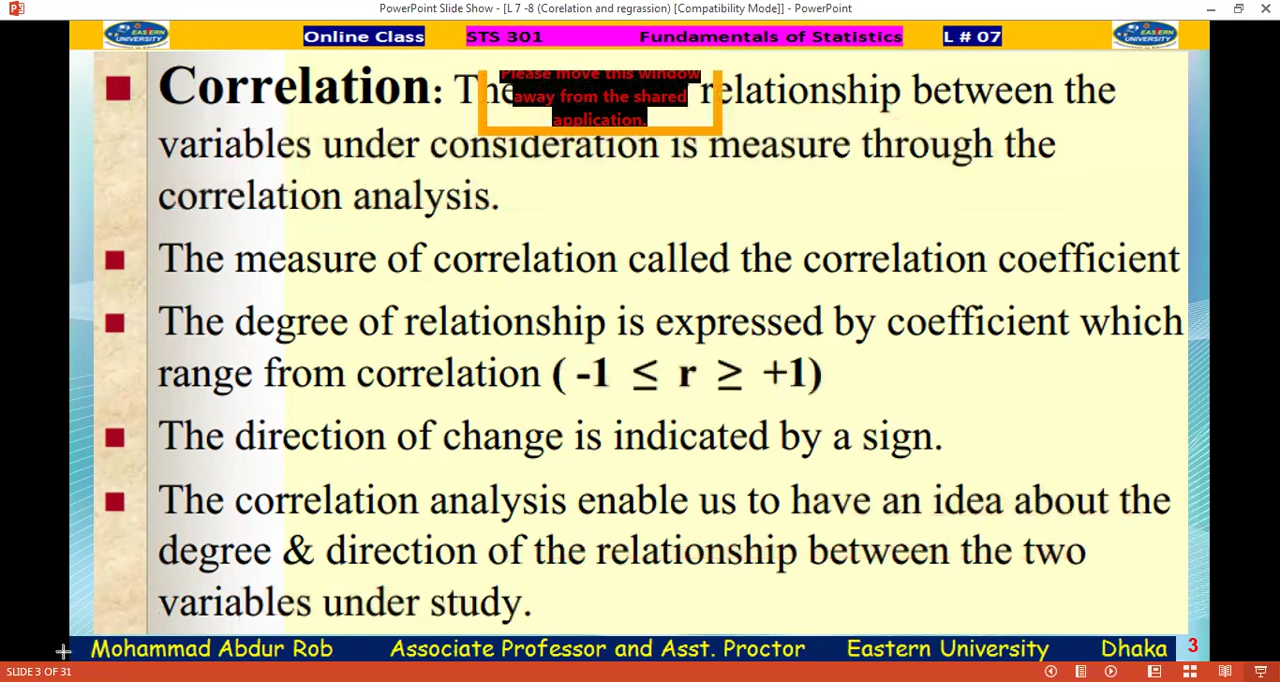 PowerPoint Slide Show - [L 7 -8 (Corelation and regrassion) [Compatibility Mode]] - PowerPoint
EASTERN UNIVERSITY Online Class STS 301 Fundamentals of Statistics L # 07 EASTERN UNIVERSITY
Please move this window
away from the shared
application.
Correlation: The relationship between the
variables under consideration is measure through the
correlation analysis.
The measure of correlation called the correlation coefficient
The degree of relationship is expressed by coefficient which
range from correlation ( -1 ≤ r ≥ +1)
The direction of change is indicated by a sign.
The correlation analysis enable us to have an idea about the
degree & direction of the relationship between the two
variables under study.
Mohammad Abdur Rob Associate Professor and Asst. Proctor Eastern University Dhaka 3
SLIDE 3 OF 31